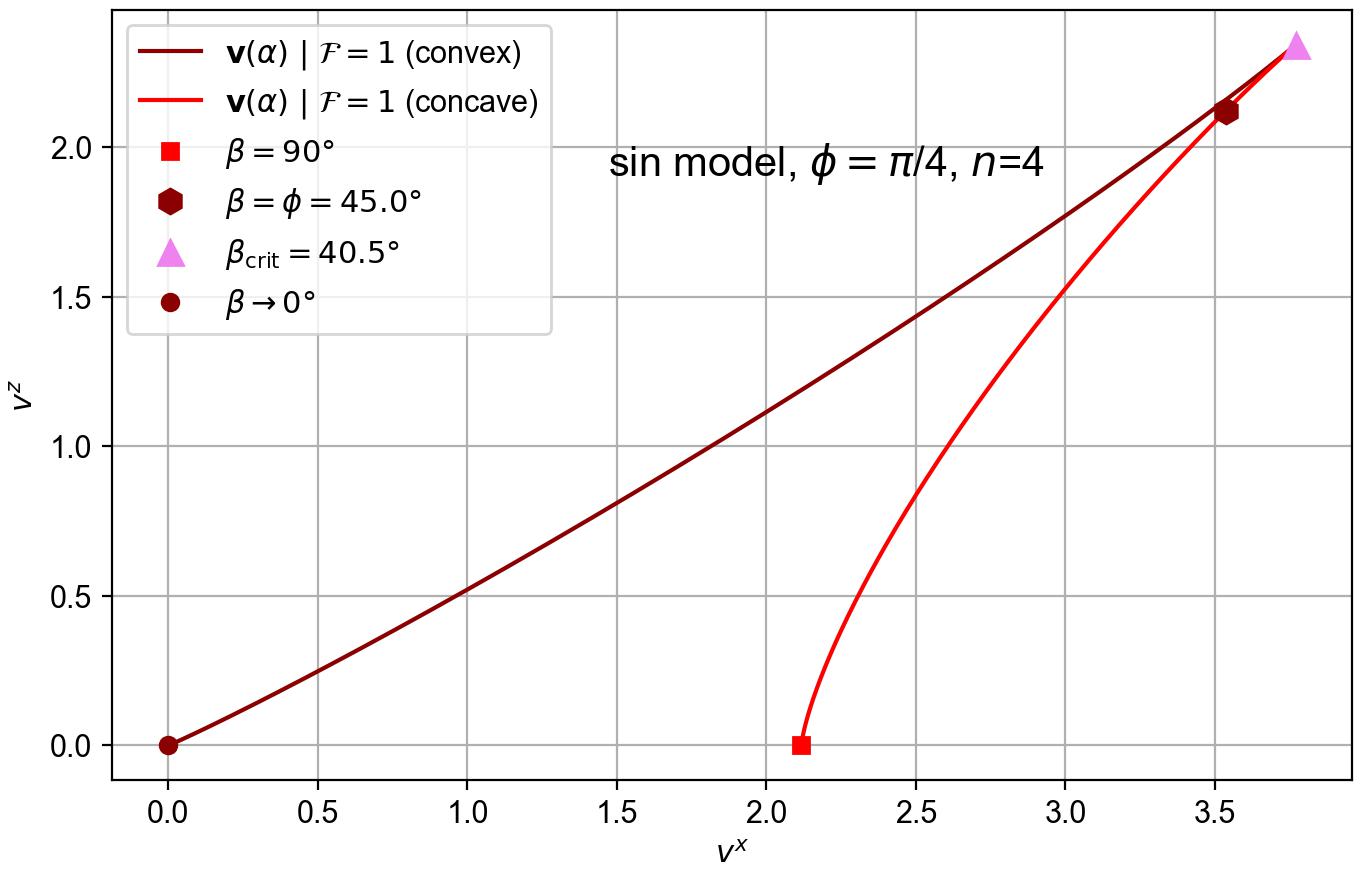 v(α) | ℱ = 1 (convex)
v(α) | ℱ = 1 (concave)
β = 90°
β = ϕ = 45.0°
β_crit = 40.5°
β → 0°
sin model, ϕ = π/4, n=4
2.0
1.5
1.0
0.5
0.0
v^z
0.0 0.5 1.0 1.5 2.0 2.5 3.0 3.5
v^x